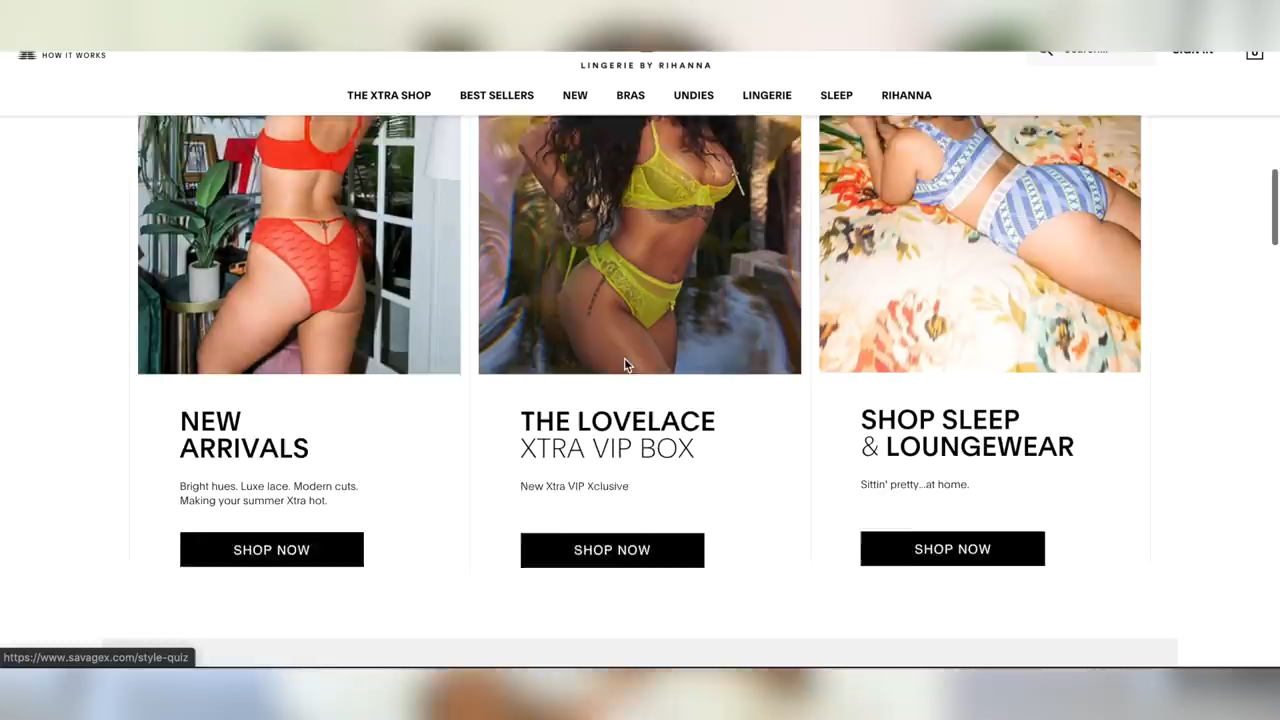 HOW IT WORKS
LINGERIE BY RIHANNA
THE XTRA SHOP BEST SELLERS NEW BRAS UNDIES LINGERIE SLEEP RIHANNA
NEW
ARRIVALS
Bright hues. Luxe lace. Modern cuts.
Making your summer Xtra hot.
SHOP NOW
THE LOVELACE
XTRA VIP BOX
New Xtra VIP Xclusive
SHOP NOW
SHOP SLEEP
& LOUNGEWEAR
Sittin' pretty...at home.
SHOP NOW
https://www.savagex.com/style-quiz